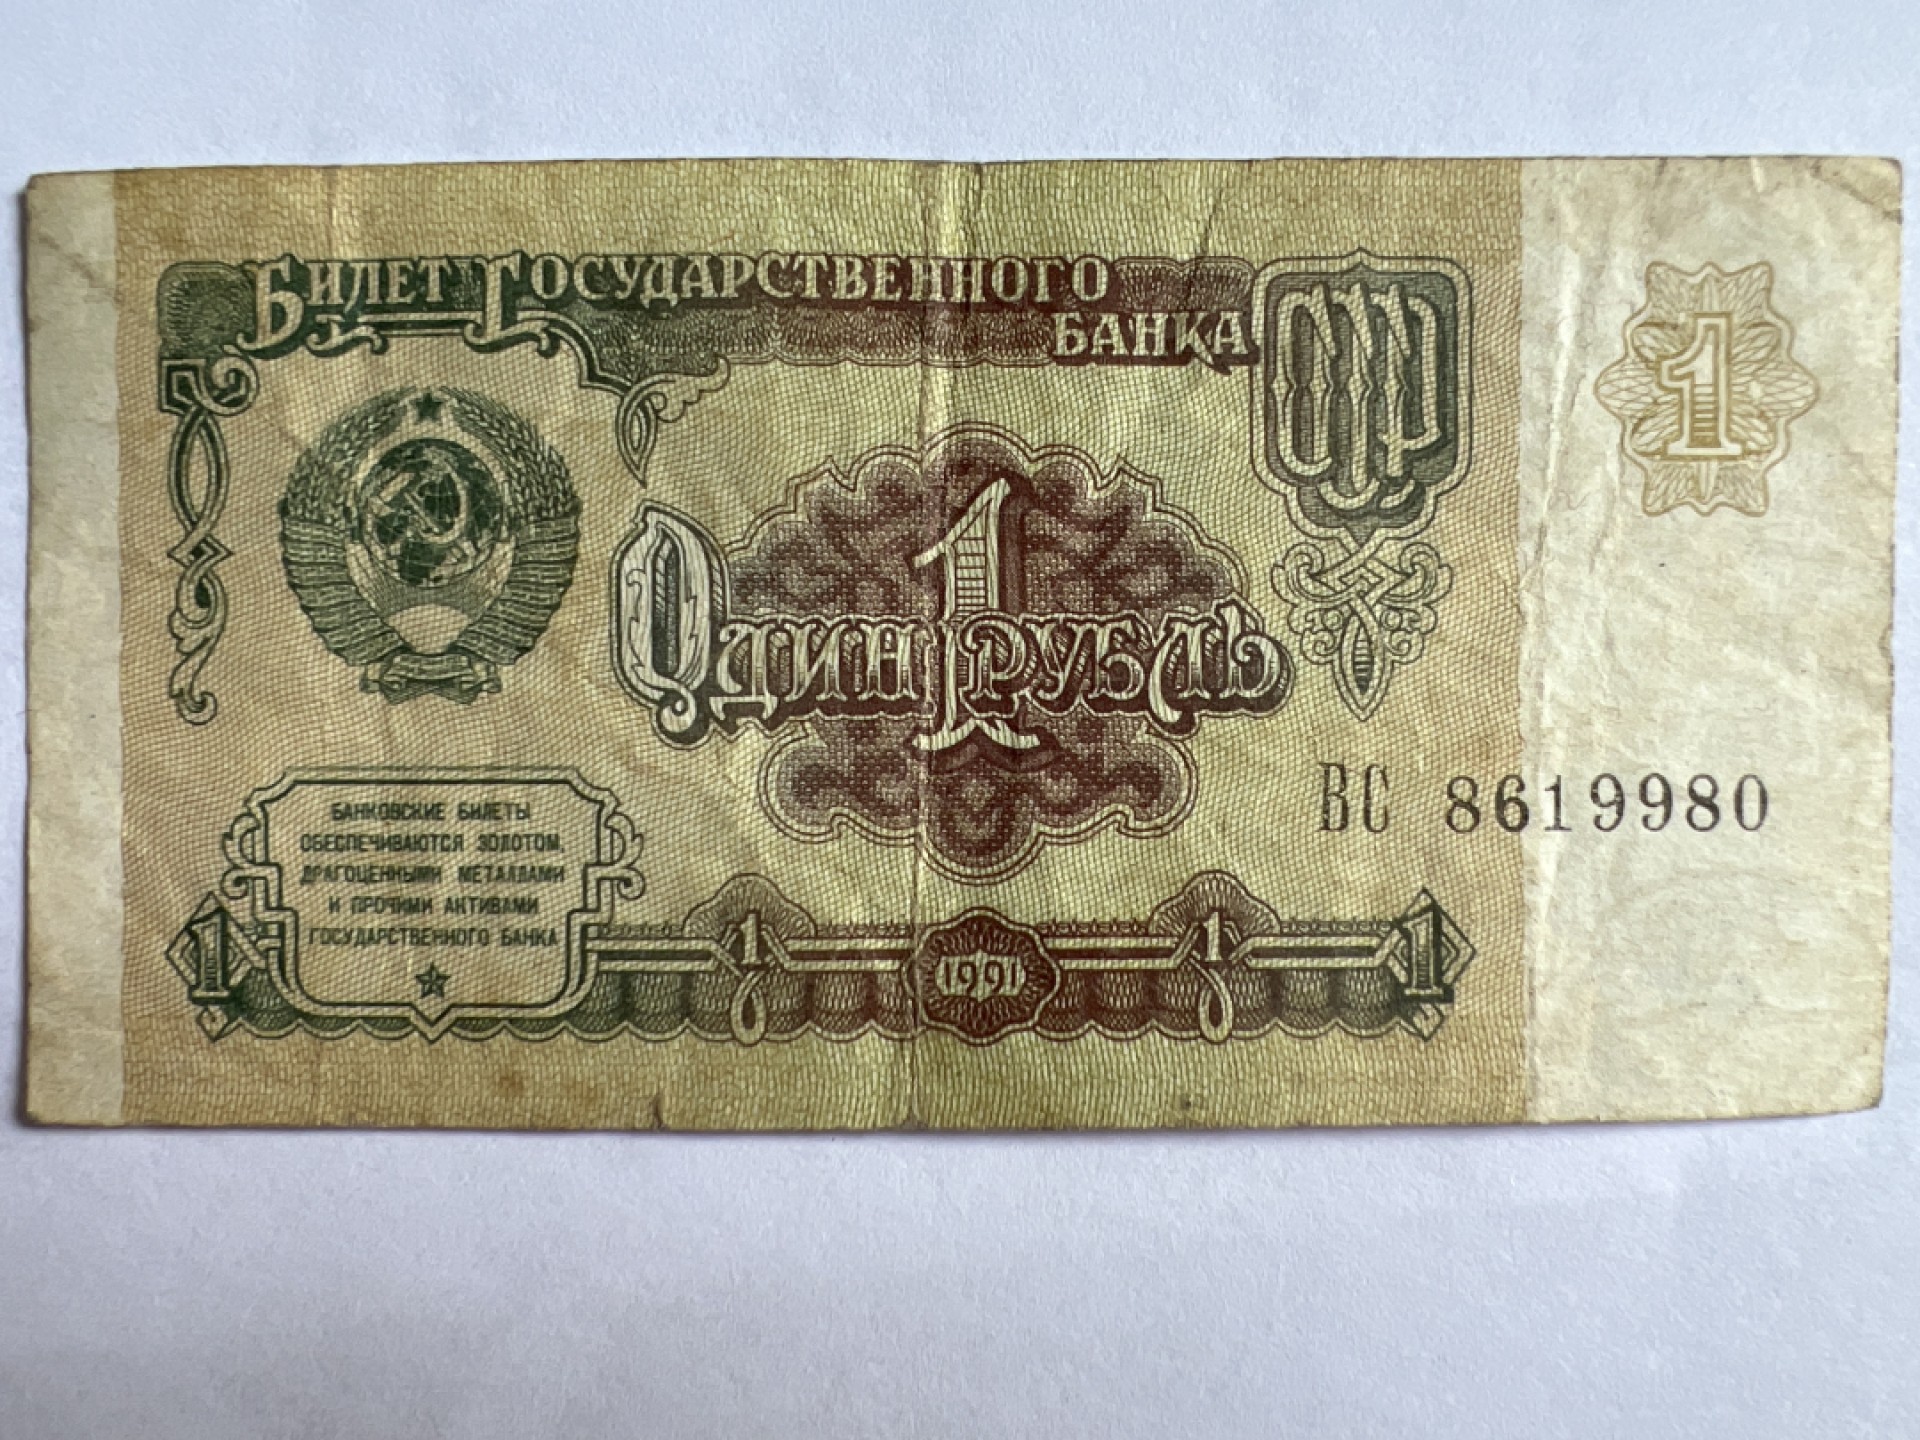 БИЛЕТ ГОСУДАРСТВЕННОГО
БАНКА
СССР
1
1
ОДИН РУБЛЬ
ВС 8619980
БАНКОВСКИЕ БИЛЕТЫ
ОБЕСПЕЧИВАЮТСЯ ЗОЛОТОМ,
ДРАГОЦЕННЫМИ МЕТАЛЛАМИ
И ПРОЧИМИ АКТИВАМИ
ГОСУДАРСТВЕННОГО БАНКА
1 1 1991 1 1